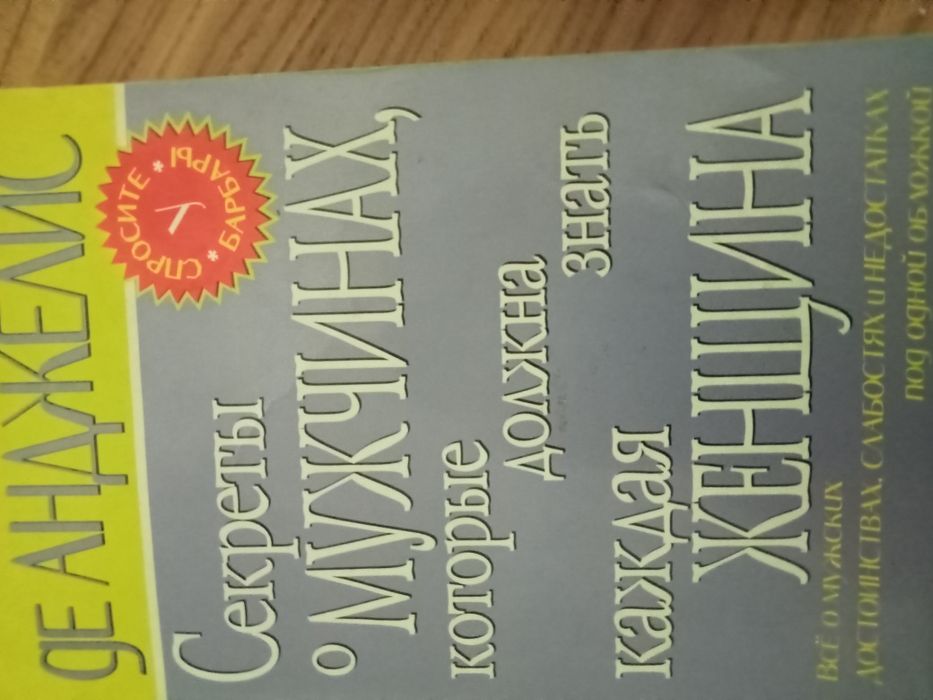 де АНДЖЕЛИС
СПРОСИТЕ * У * БАРБАРЫ
Секреты
о МУЖЧИНАХ,
которые
должна
знать
каждая
ЖЕНЩИНА
ВСЁ О МУЖСКИХ
ДОСТОИНСТВАХ, СЛАБОСТЯХ И НЕДОСТАТКАХ
ПОД ОДНОЙ ОБЛОЖКОЙ